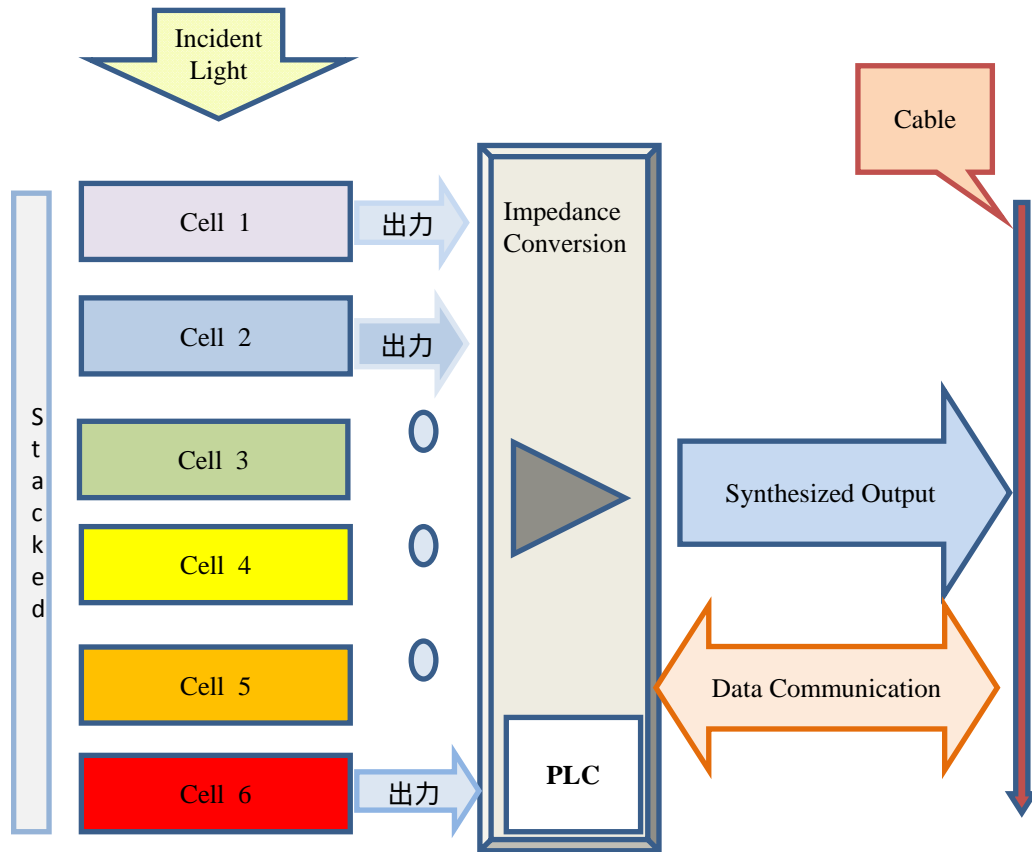 Incident
Light
Cable
Stacked
Cell 1
出力
Impedance
Conversion
Cell 2
出力
Cell 3
Synthesized Output
Cell 4
Cell 5
Data Communication
Cell 6
出力
PLC